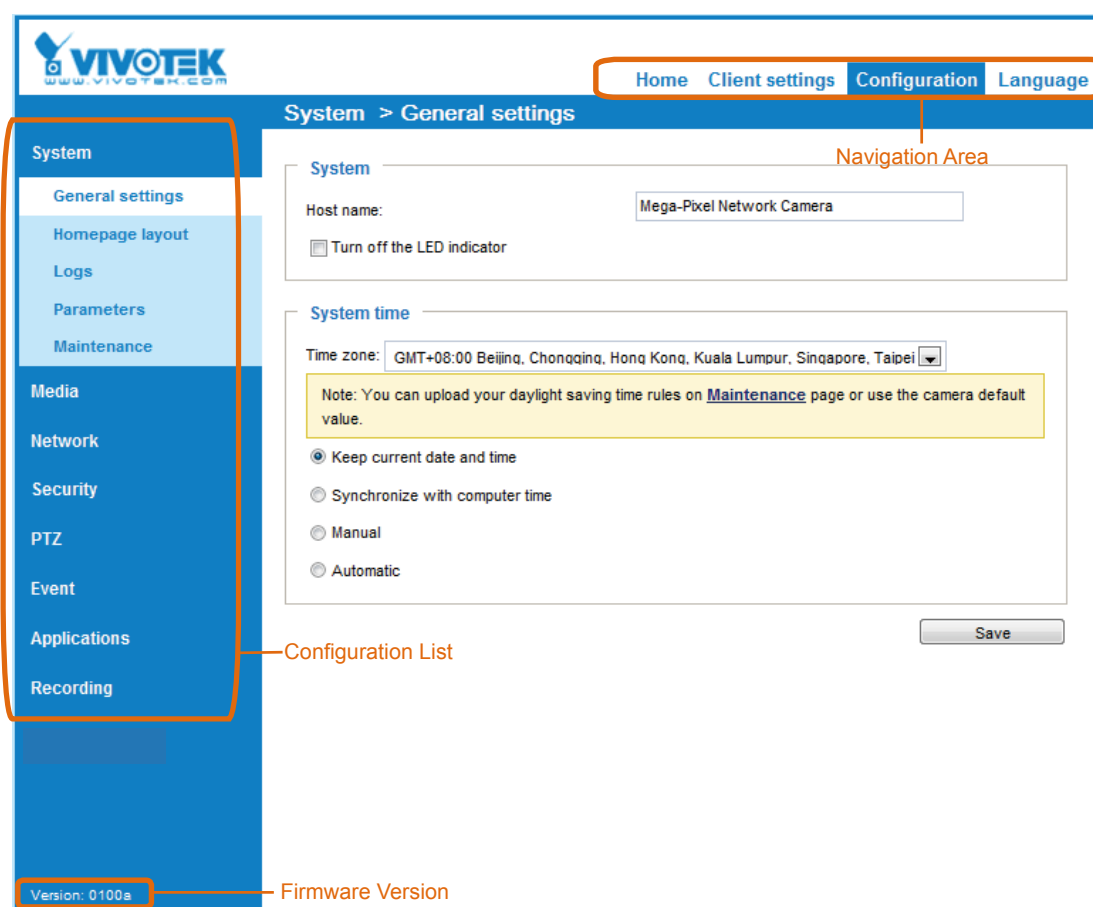 VIVOTEK
www.vivotek.com
Home Client settings Configuration Language
System > General settings
Navigation Area
System
General settings
Homepage layout
Logs
Parameters
Maintenance
Media
Network
Security
PTZ
Event
Applications
Recording
Configuration List
Version: 0100a
Firmware Version
System
Host name: Mega-Pixel Network Camera
Turn off the LED indicator
System time
Time zone: GMT+08:00 Beijing, Chongqing, Hong Kong, Kuala Lumpur, Singapore, Taipei
Note: You can upload your daylight saving time rules on Maintenance page or use the camera default
value.
Keep current date and time
Synchronize with computer time
Manual
Automatic
Save